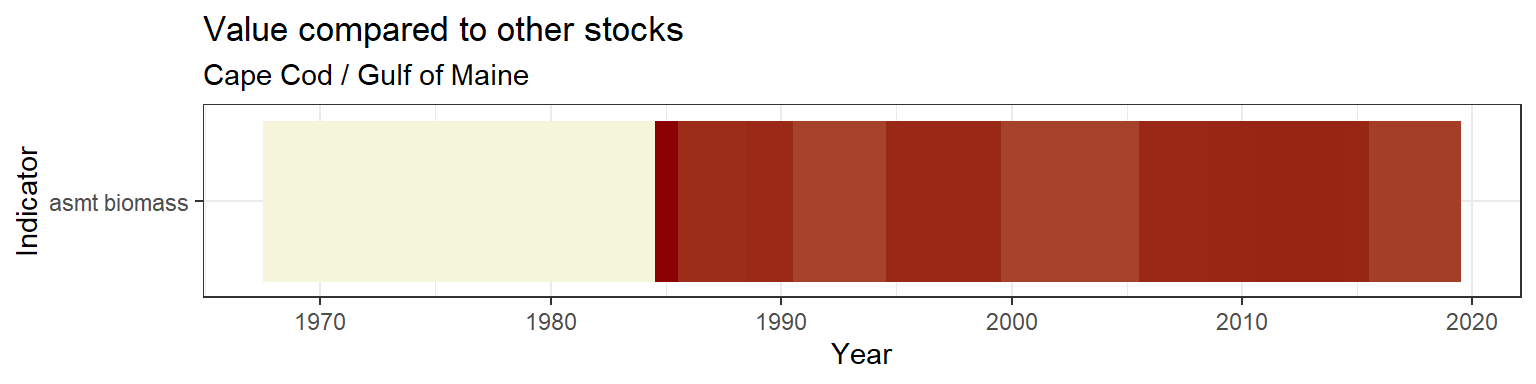 Value compared to other stocks
Cape Cod / Gulf of Maine
Indicator
asmt biomass
1970 1980 1990 2000 2010 2020
Year